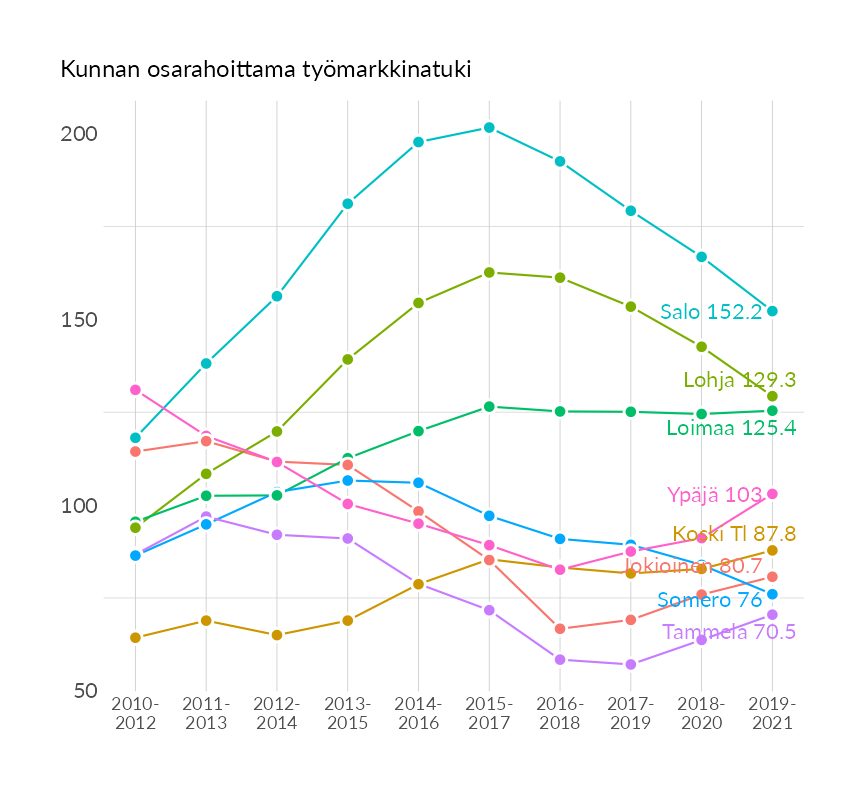 Kunnan osarahoittama työmarkkinatuki
200
150
100
50
Salo 152.2
Lohja 129.3
Loimaa 125.4
Ypäjä 103
Koski Tl 87.8
Jokioinen 80.7
Somero 76
Tammela 70.5
2010- 2011- 2012- 2013- 2014- 2015- 2016- 2017- 2018- 2019-
2012 2013 2014 2015 2016 2017 2018 2019 2020 2021